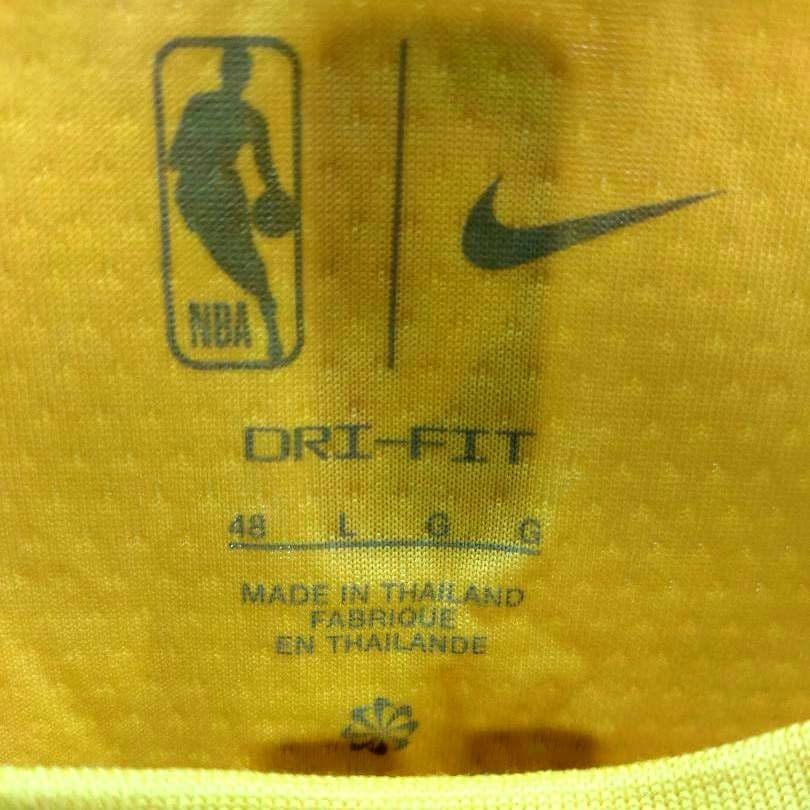 NBA
DRI-FIT
48 L G G
MADE IN THAILAND
FABRIQUE
EN THAILANDE